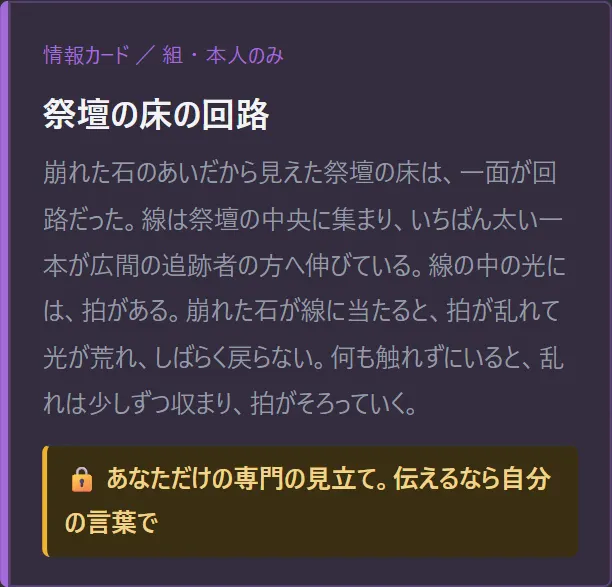 情報カード ／ 組 · 本人のみ
祭壇の床の回路
崩れた石のあいだから見えた祭壇の床は、一面が回
路だった。線は祭壇の中央に集まり、いちばん太い一
本が広間の追跡者の方へ伸びている。線の中の光に
は、拍がある。崩れた石が線に当たると、拍が乱れて
光が荒れ、しばらく戻らない。何も触れずにいると、乱
れは少しずつ収まり、拍がそろっていく。
🔒 あなただけの専門の見立て。伝えるなら自分
の言葉で